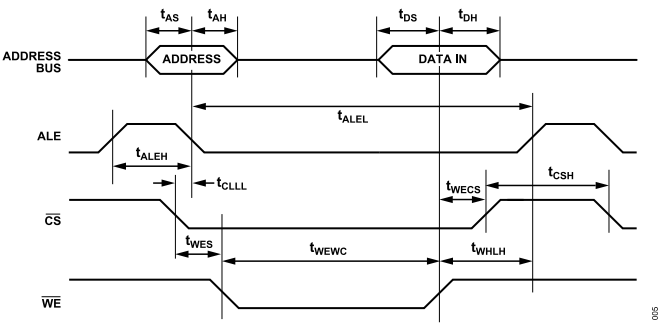 tAS tAH tDS tDH
ADDRESS BUS
ADDRESS DATA IN
tALEL
ALE
tALEH
tCLLL
tWECS tCSH
CS
tWES tWEWC tWHLH
WE
005